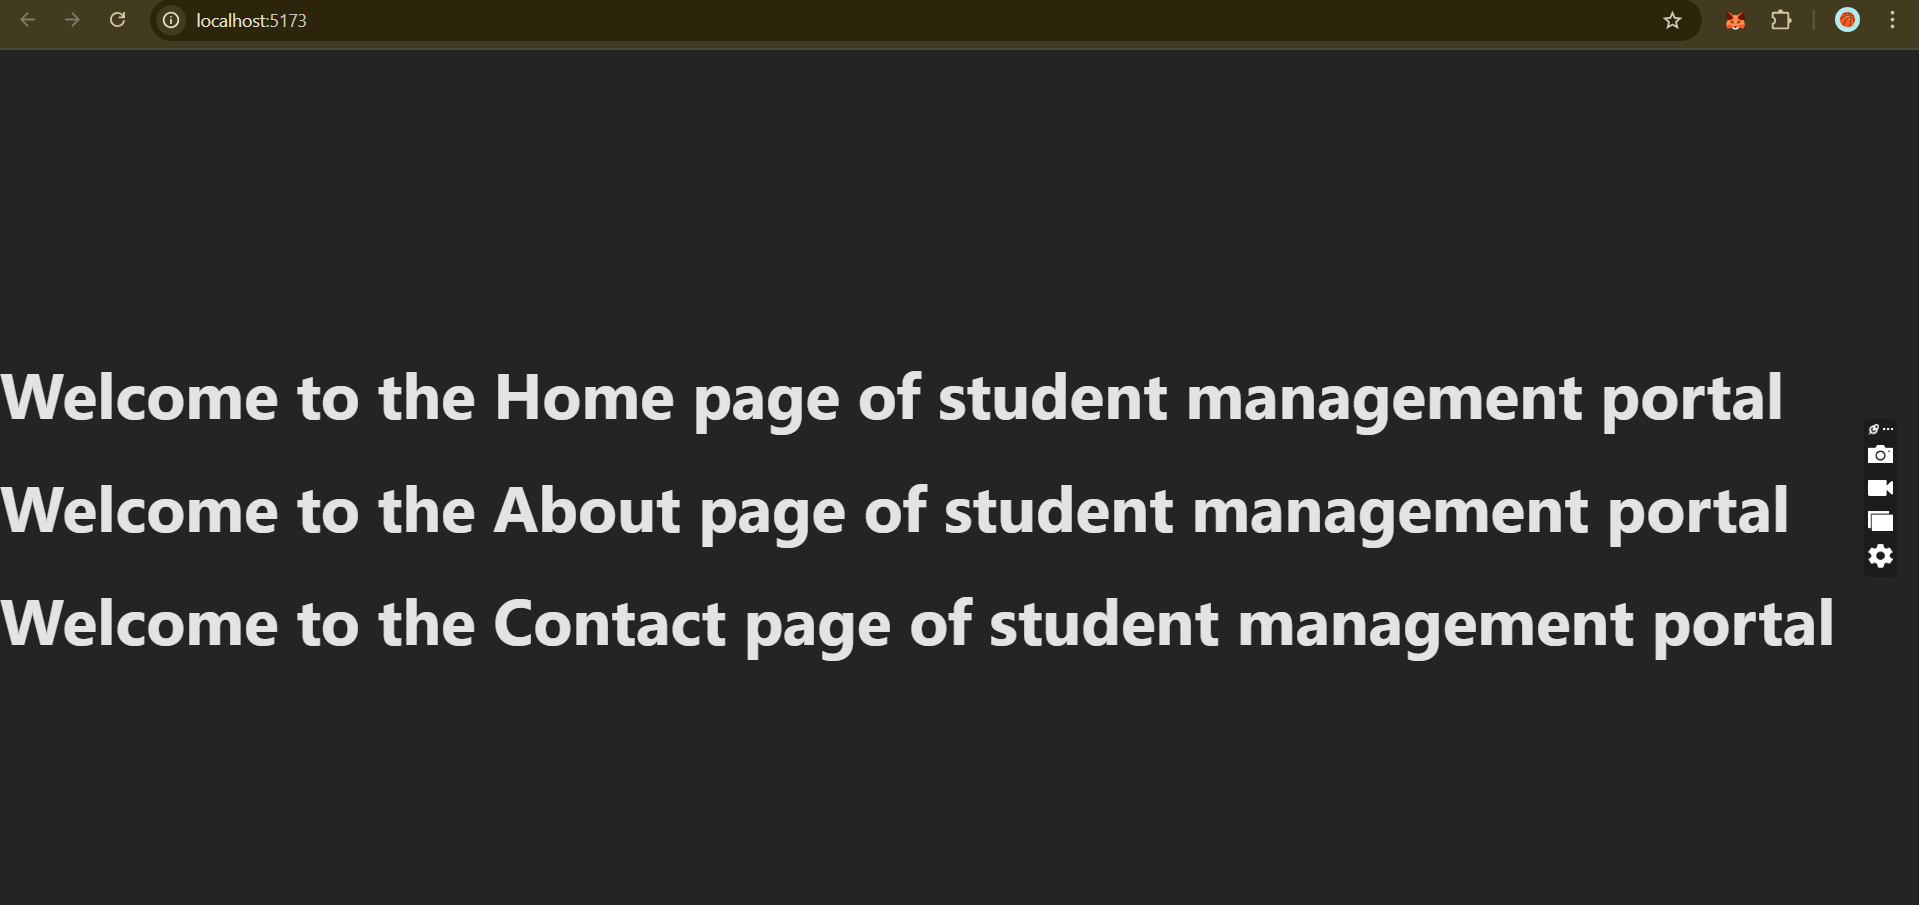 localhost:5173
Welcome to the Home page of student management portal
Welcome to the About page of student management portal
Welcome to the Contact page of student management portal